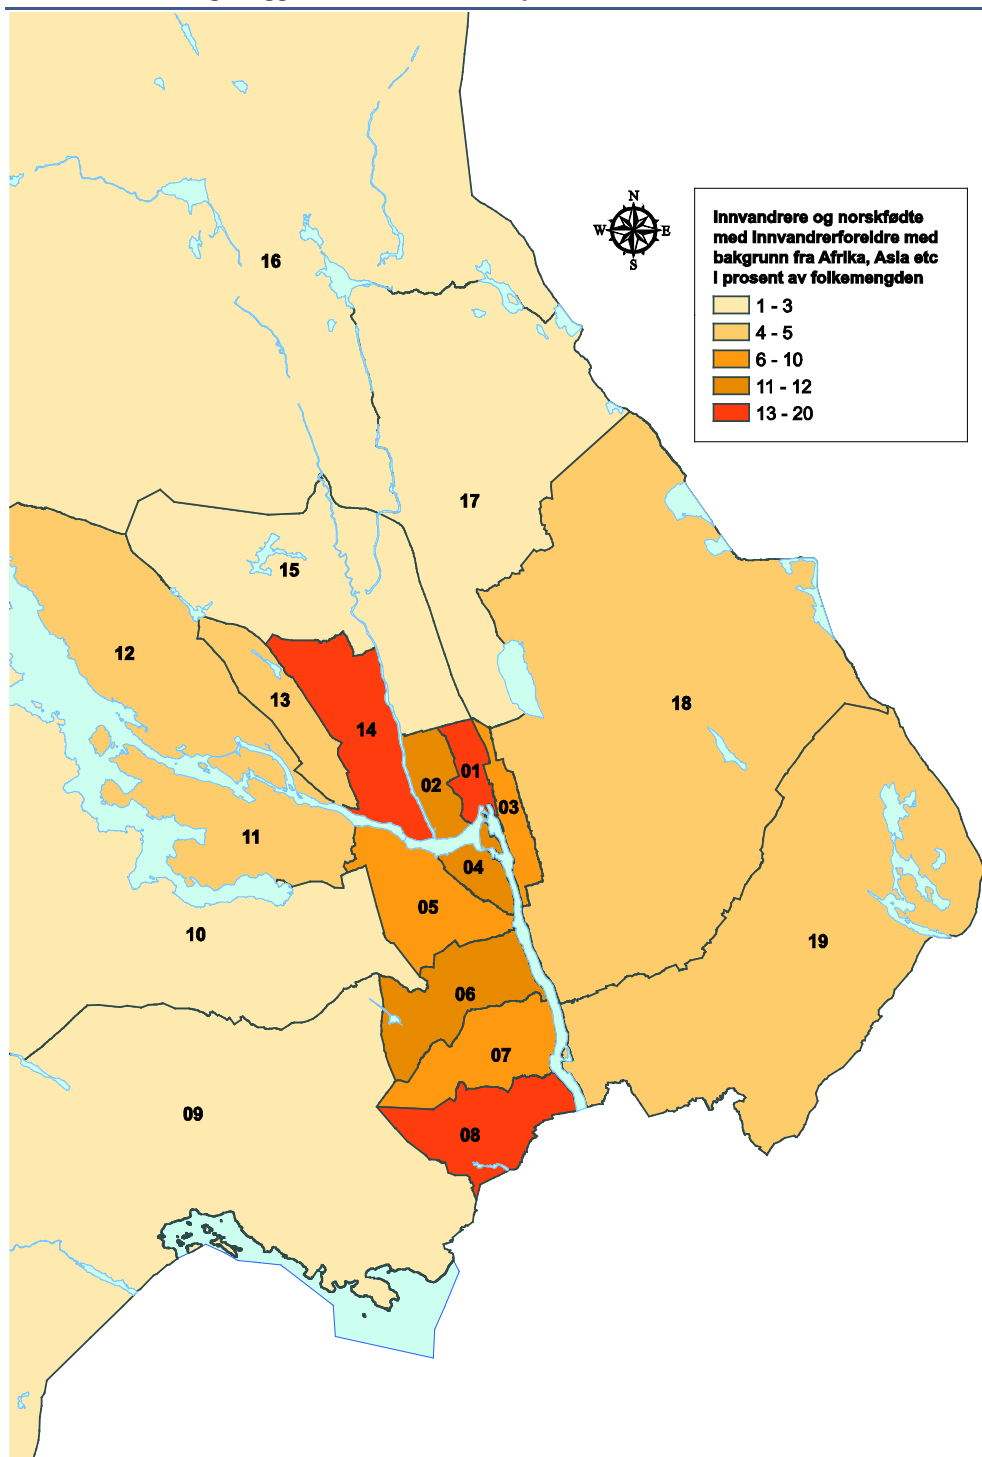 N
W E
S
Innvandrere og norskfødte
med innvandrerforeldre med
bakgrunn fra Afrika, Asia etc
i prosent av folkemengden
1 - 3
4 - 5
6 - 10
11 - 12
13 - 20
16
17
15
12
13
14
18
01
02
03
11
04
05
10
19
06
07
09
08